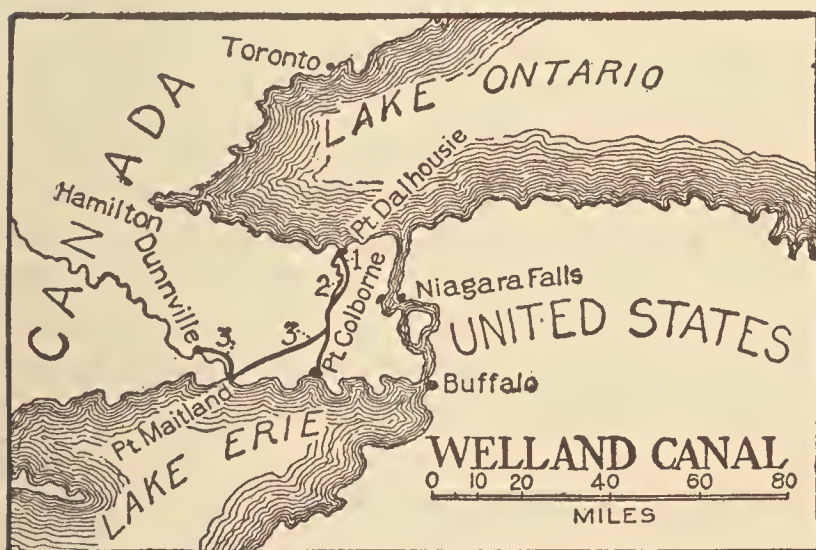 Toronto
LAKE ONTARIO
CANADA
Pt Dalhousie
Hamilton
Dunnville
1
2
Pt Colborne
Niagara Falls
3
3
UNITED STATES
Buffalo
Pt Maitland
LAKE ERIE
WELLAND CANAL
0 10 20 40 60 80
MILES